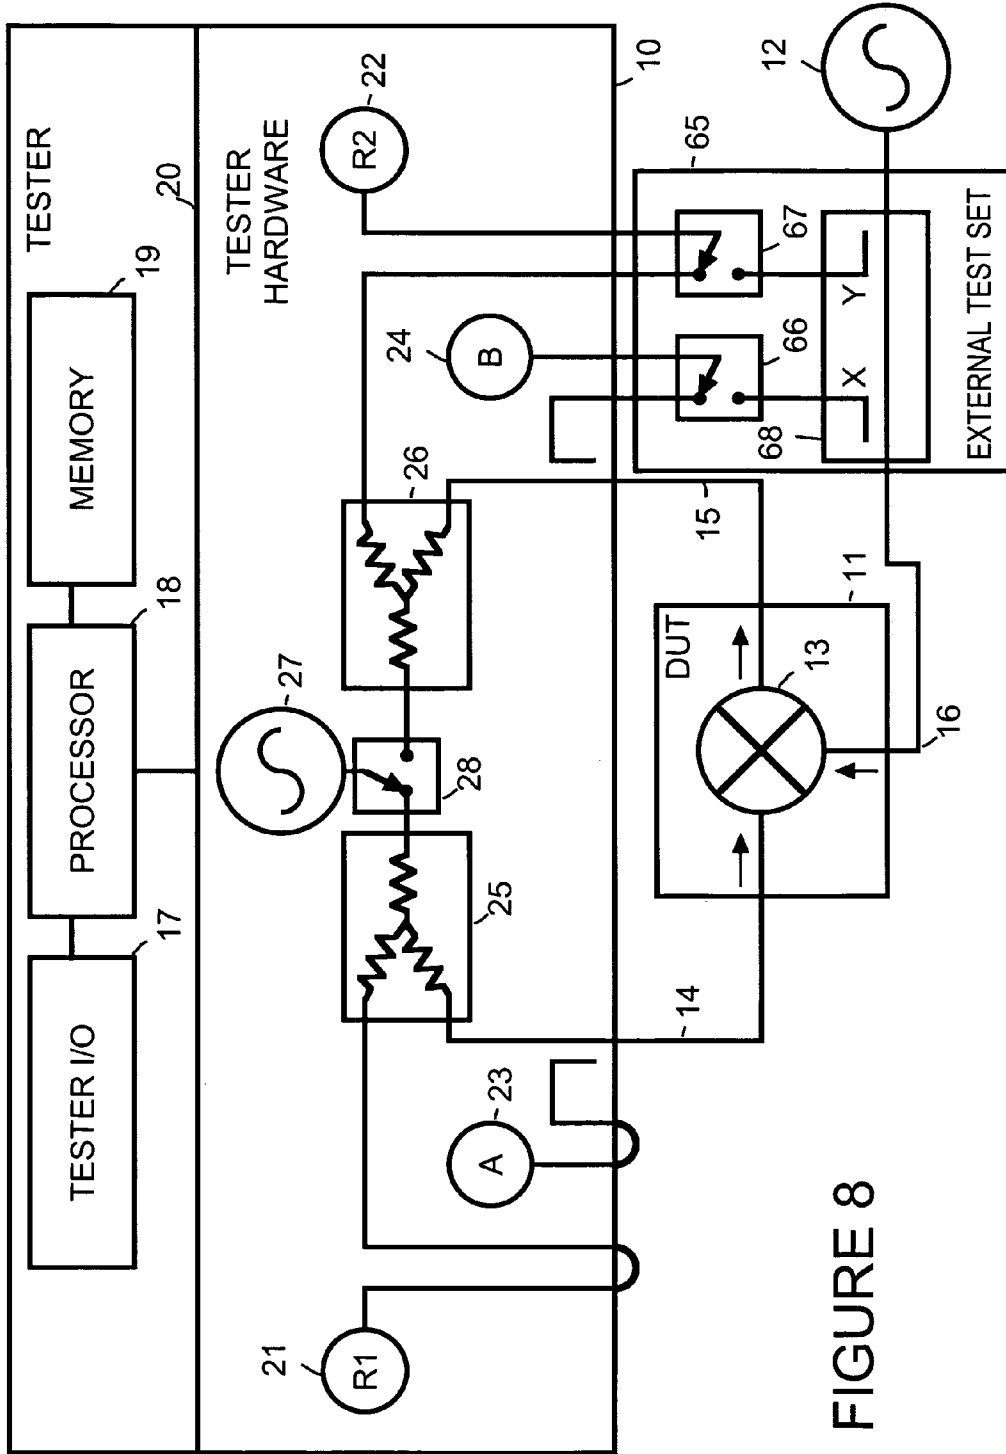 TESTER
TESTER I/O
17
PROCESSOR
18
MEMORY
19
20
TESTER
HARDWARE
27
R1
21
25
28
26
R2
22
A
23
B
24
10
14
15
DUT
13
11
16
66
67
65
68
X
Y
EXTERNAL TEST SET
12
FIGURE 8